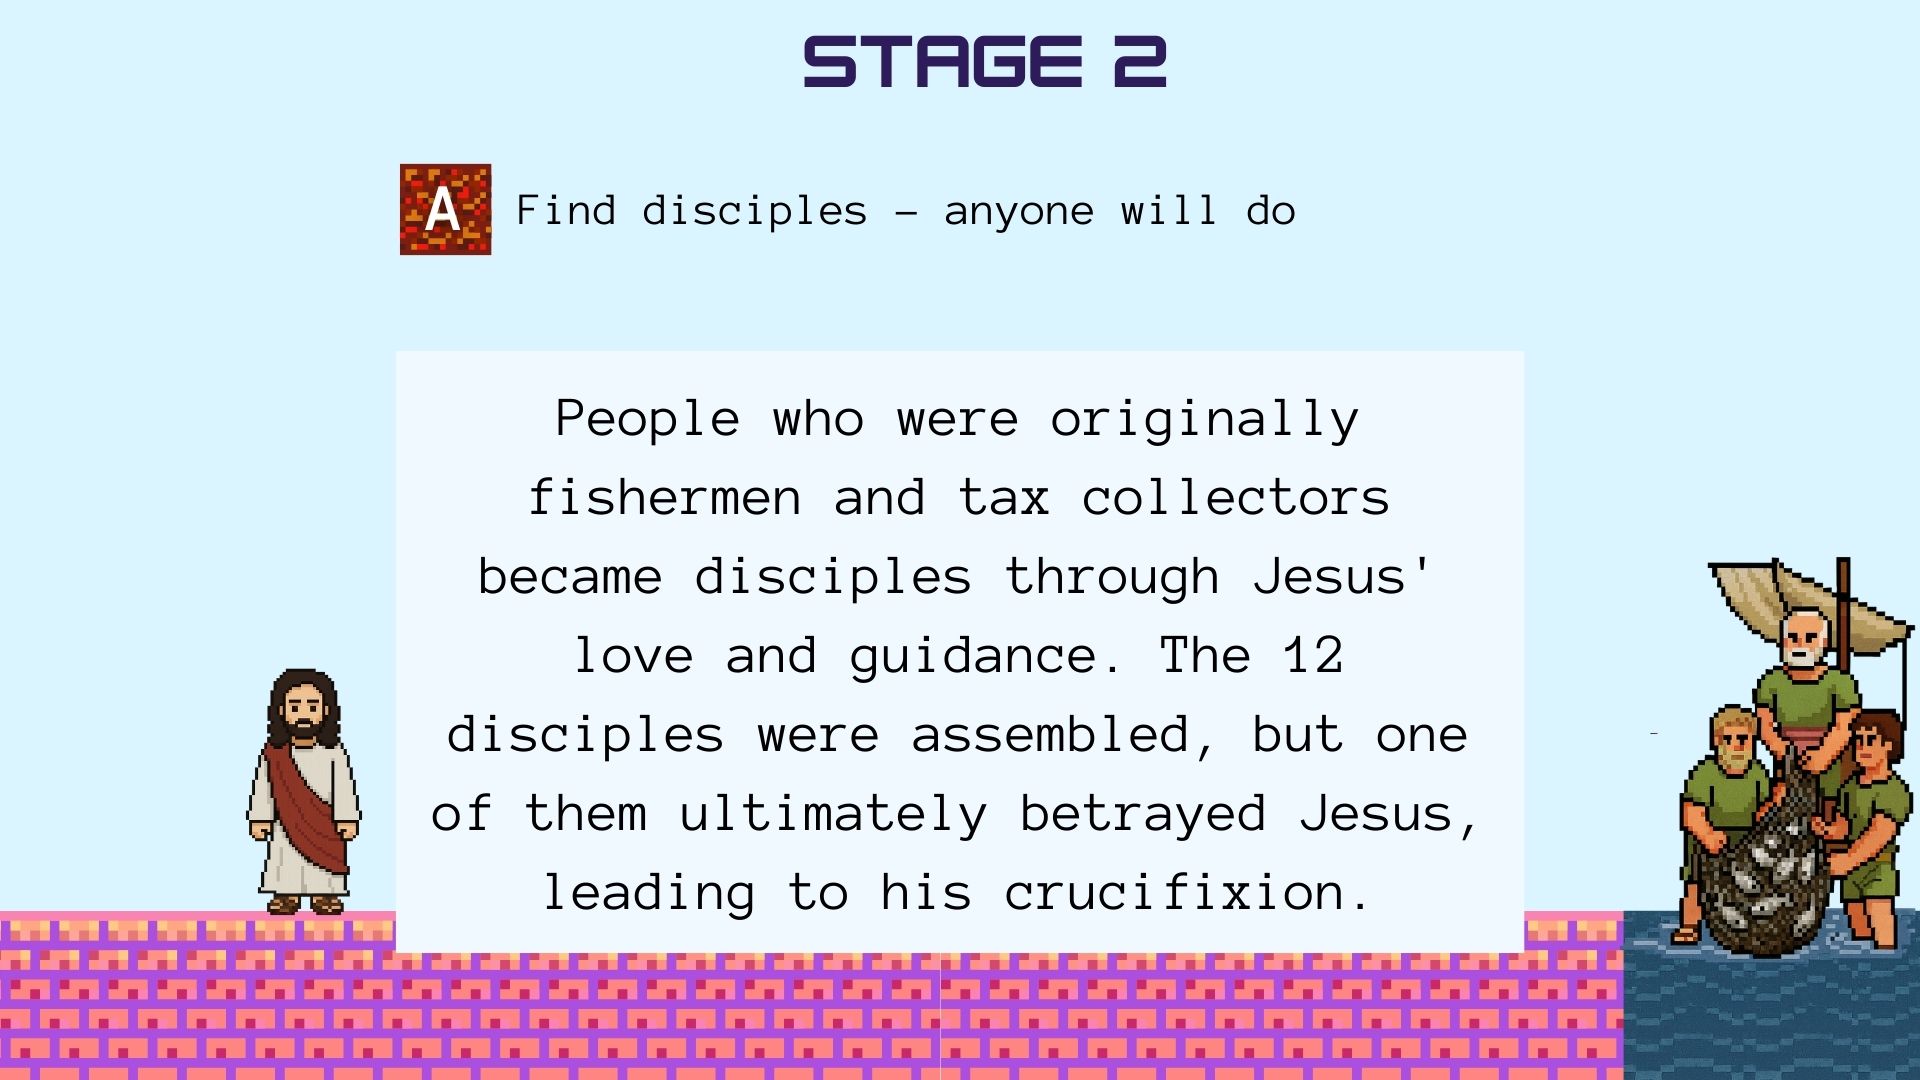 STAGE 2
A Find disciples – anyone will do
People who were originally
fishermen and tax collectors
became disciples through Jesus'
love and guidance. The 12
disciples were assembled, but one
of them ultimately betrayed Jesus,
leading to his crucifixion.